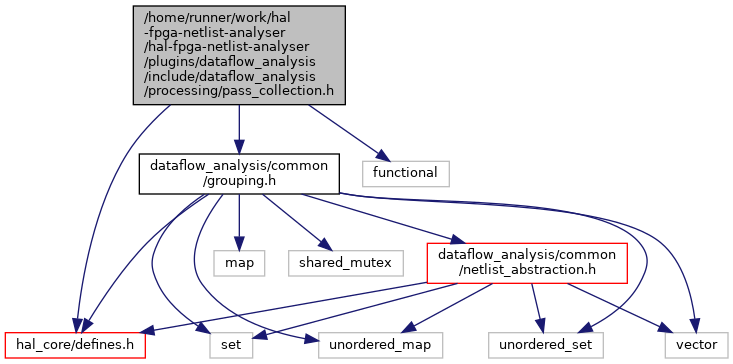 /home/runner/work/hal
-fpga-netlist-analyser
/hal-fpga-netlist-analyser
/plugins/dataflow_analysis
/include/dataflow_analysis
/processing/pass_collection.h
dataflow_analysis/common
/grouping.h
functional
map
shared_mutex
dataflow_analysis/common
/netlist_abstraction.h
hal_core/defines.h
set
unordered_map
unordered_set
vector